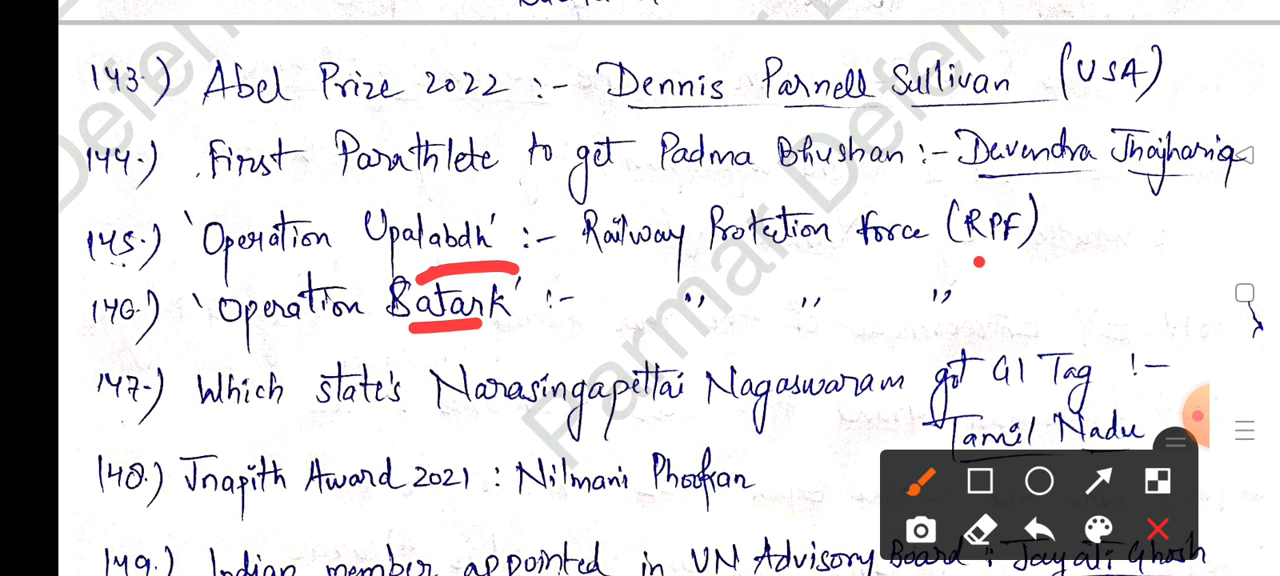 143.) Abel Prize 2022 :- Dennis Parnell Sullivan (USA)
144.) First Parathlete to get Padma Bhushan :- Devendra Jhajharia
145.) 'Operation Upalabdh' :- Railway Protection Force (RPF)
146.) 'Operation Satark' :- " " "
147.) Which state's Narasingapettai Nagaswaram got GI Tag :-
Tamil Nadu
148.) Jnapith Award 2021 : Nilmani Phookan
149.) Indian member appointed in UN Advisory Board : Jayati Ghosh
Parmar Defen